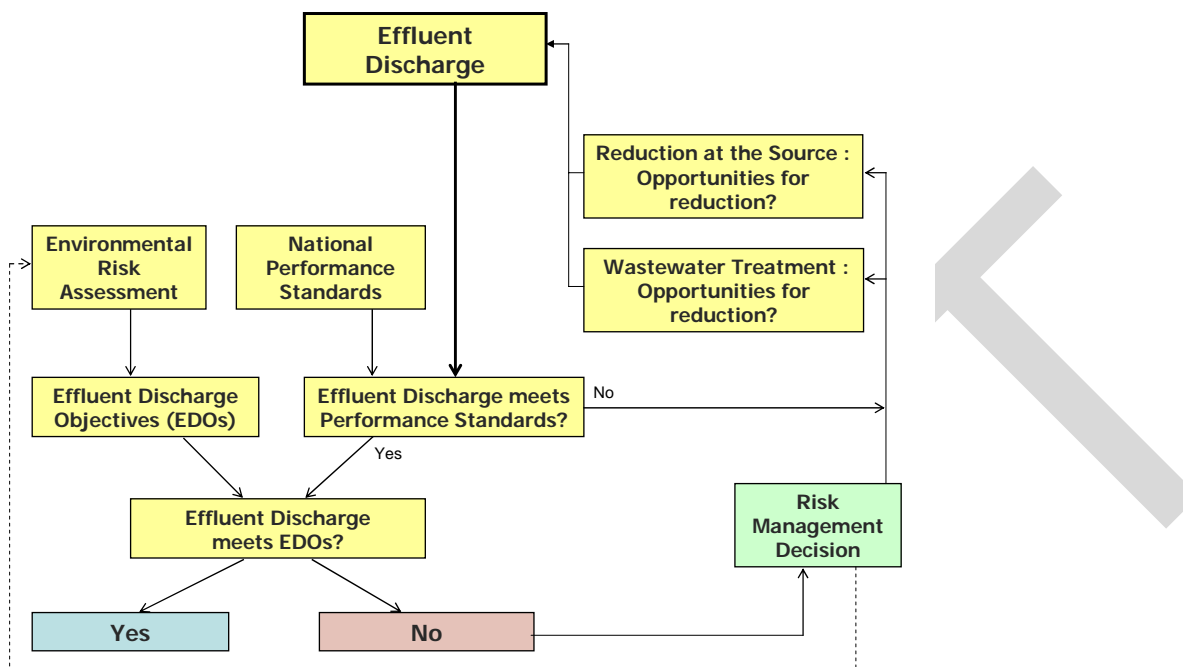 Effluent
Discharge
Reduction at the Source :
Opportunities for
reduction?
Environmental
Risk
Assessment
National
Performance
Standards
Wastewater Treatment :
Opportunities for
reduction?
Effluent Discharge
Objectives (EDOs)
Effluent Discharge meets
Performance Standards?
No
Yes
Effluent Discharge
meets EDOs?
Risk
Management
Decision
Yes
No